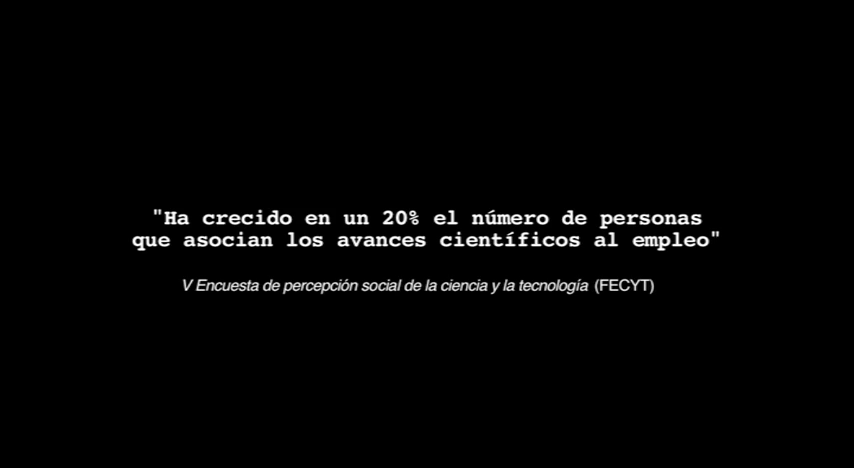 "Ha crecido en un 20% el número de personas
que asocian los avances científicos al empleo"
V Encuesta de percepción social de la ciencia y la tecnología (FECYT)